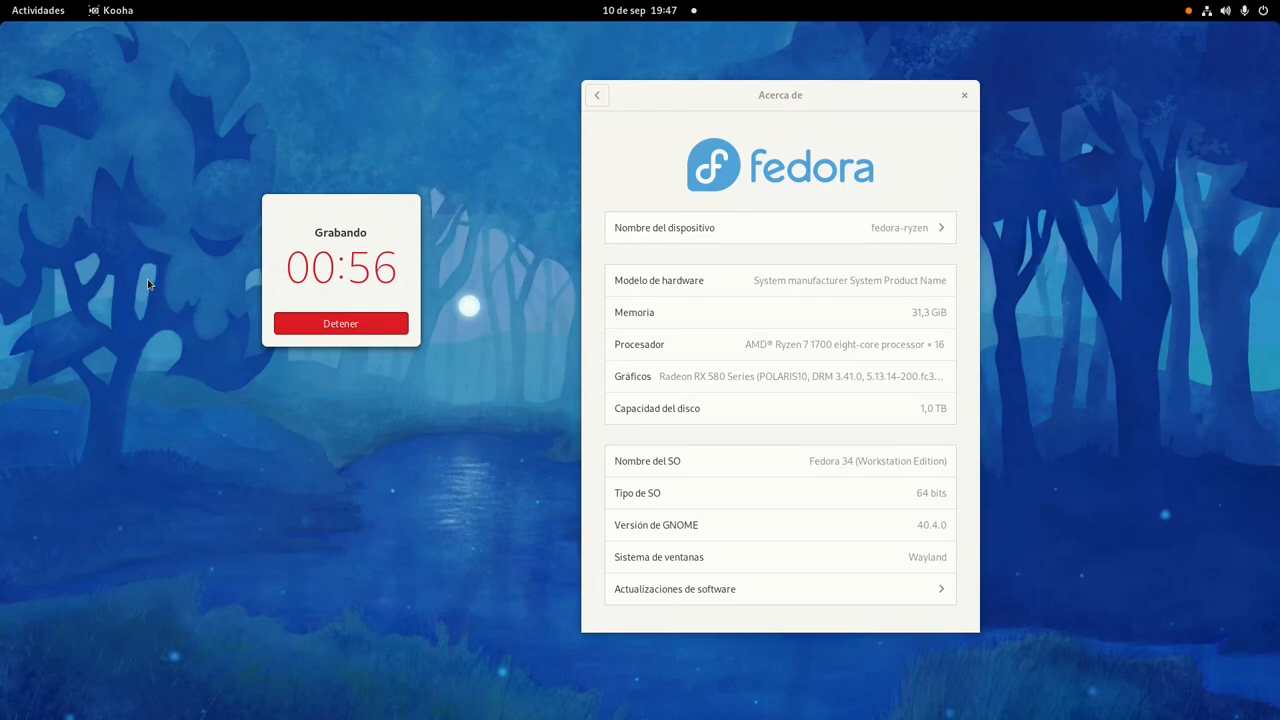 Actividades Kooha 10 de sep 19:47
Acerca de
fedora
Grabando
00:56
Detener
Nombre del dispositivo fedora-ryzen
Modelo de hardware System manufacturer System Product Name
Memoria 31,3 GiB
Procesador AMD® Ryzen 7 1700 eight-core processor × 16
Gráficos Radeon RX 580 Series (POLARIS10, DRM 3.41.0, 5.13.14-200.fc3…
Capacidad del disco 1,0 TB
Nombre del SO Fedora 34 (Workstation Edition)
Tipo de SO 64 bits
Versión de GNOME 40.4.0
Sistema de ventanas Wayland
Actualizaciones de software